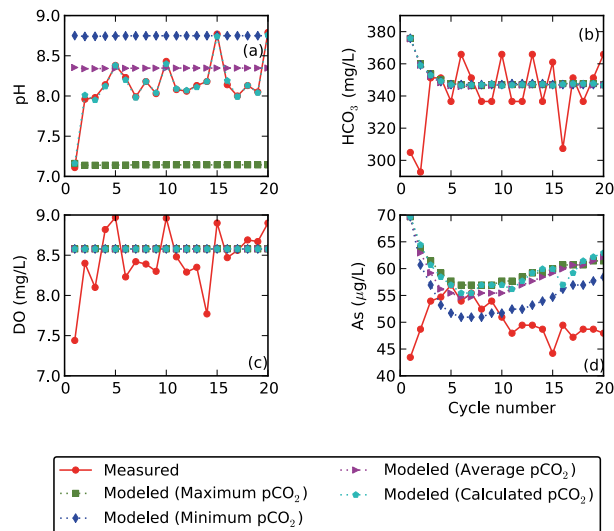 9.0
8.5
8.0
7.5
7.0
pH
(a)
0 5 10 15 20
380
360
340
320
300
HCO₃ (mg/L)
(b)
0 5 10 15 20
9.0
8.5
8.0
7.5
7.0
DO (mg/L)
(c)
0 5 10 15 20
70
65
60
55
50
45
40
As (μg/L)
(d)
0 5 10 15 20
Cycle number
Measured
Modeled (Maximum pCO₂)
Modeled (Minimum pCO₂)
Modeled (Average pCO₂)
Modeled (Calculated pCO₂)